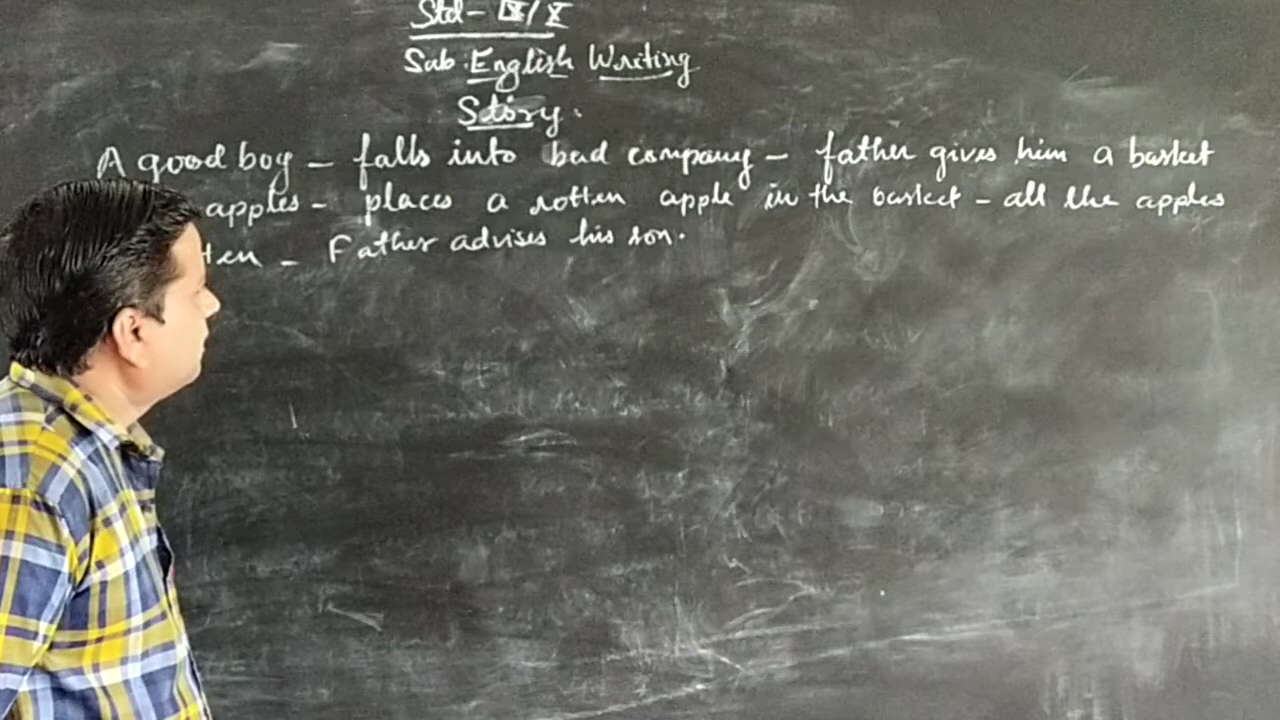 Std - IX/X
Sub: English Writing
Story:
A good boy - falls into bad company - father gives him a basket
apples - places a rotten apple in the basket - all the apples
ten - Father advises his son.